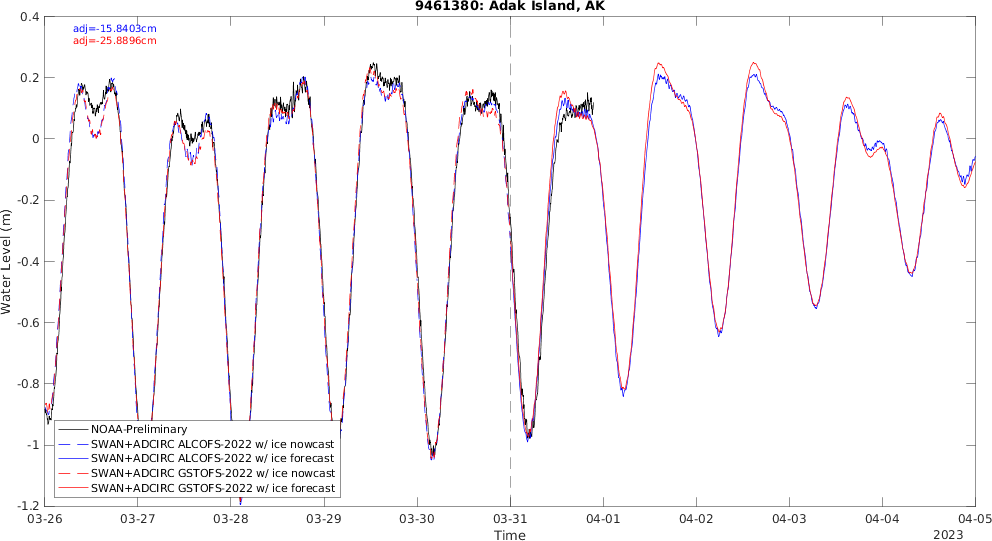 9461380: Adak Island, AK
adj=-15.8403cm
adj=-25.8896cm
0.4
0.2
0
-0.2
-0.4
-0.6
-0.8
-1
-1.2
Water Level (m)
NOAA-Preliminary
SWAN+ADCIRC ALCOFS-2022 w/ ice nowcast
SWAN+ADCIRC ALCOFS-2022 w/ ice forecast
SWAN+ADCIRC GSTOFS-2022 w/ ice nowcast
SWAN+ADCIRC GSTOFS-2022 w/ ice forecast
03-26 03-27 03-28 03-29 03-30 03-31 04-01 04-02 04-03 04-04 04-05
Time
2023